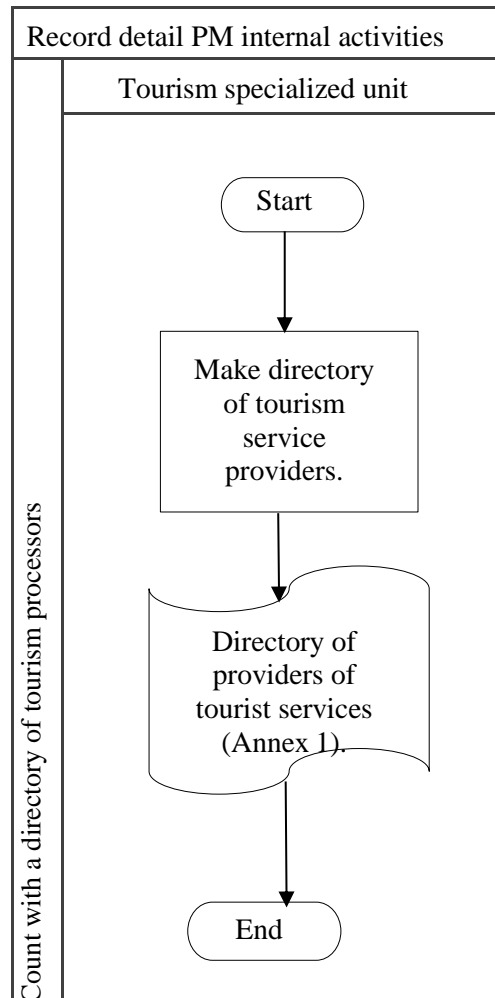 Record detail PM internal activities
Tourism specialized unit
Count with a directory of tourism processors
Start
Make directory
of tourism
service
providers.
Directory of
providers of
tourist services
(Annex 1).
End